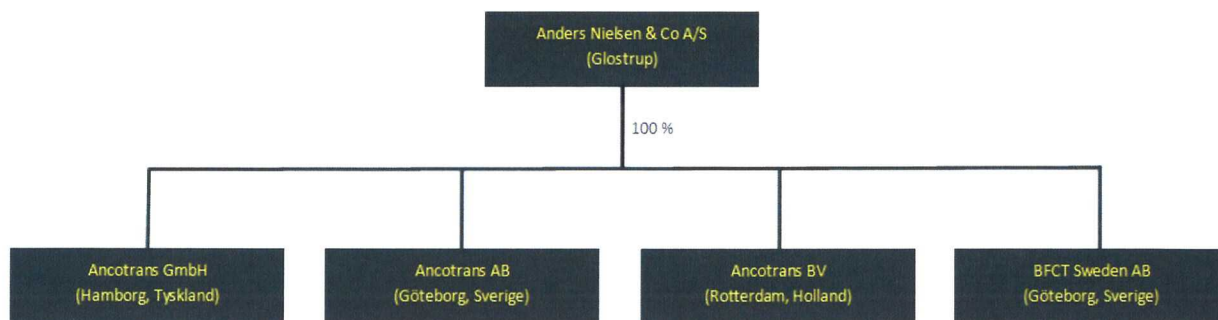 Anders Nielsen & Co A/S
(Glostrup)
100 %
Ancotrans GmbH
(Hamborg, Tyskland)
Ancotrans AB
(Göteborg, Sverige)
Ancotrans BV
(Rotterdam, Holland)
BFCT Sweden AB
(Göteborg, Sverige)